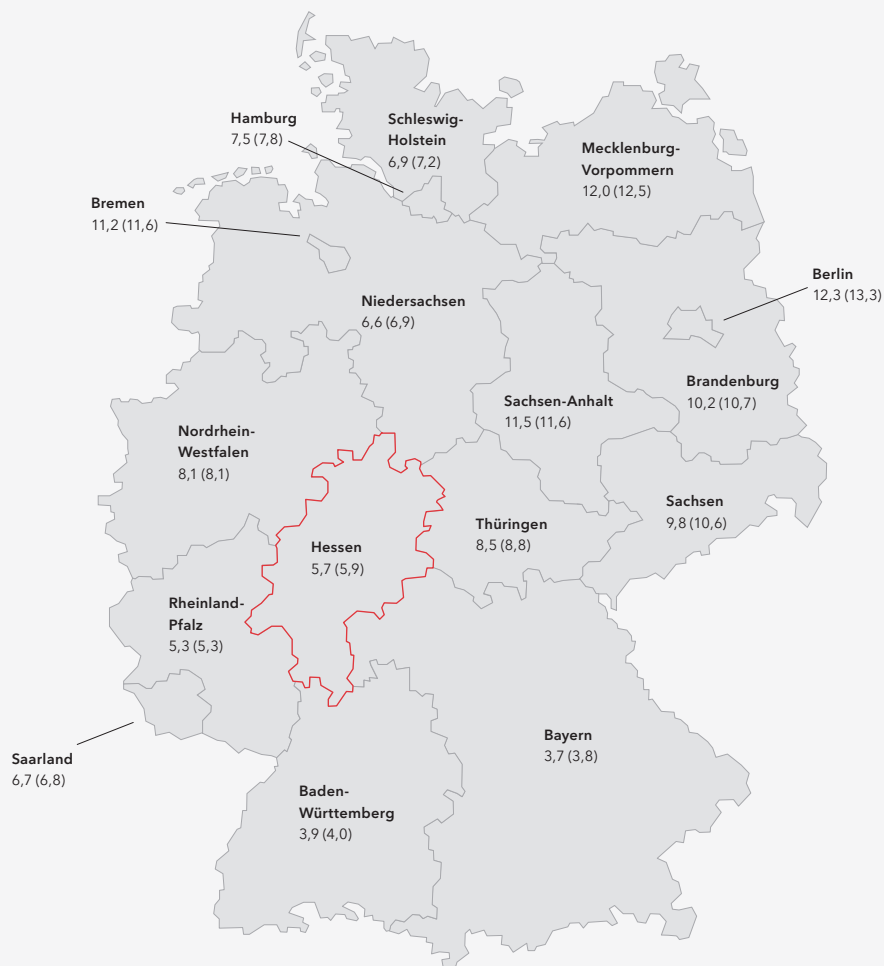 Hamburg
7,5 (7,8)
Schleswig-
Holstein
6,9 (7,2)
Mecklenburg-
Vorpommern
12,0 (12,5)
Bremen
11,2 (11,6)
Berlin
12,3 (13,3)
Niedersachsen
6,6 (6,9)
Brandenburg
10,2 (10,7)
Sachsen-Anhalt
11,5 (11,6)
Nordrhein-
Westfalen
8,1 (8,1)
Sachsen
9,8 (10,6)
Thüringen
8,5 (8,8)
Hessen
5,7 (5,9)
Rheinland-
Pfalz
5,3 (5,3)
Bayern
3,7 (3,8)
Saarland
6,7 (6,8)
Baden-
Württemberg
3,9 (4,0)